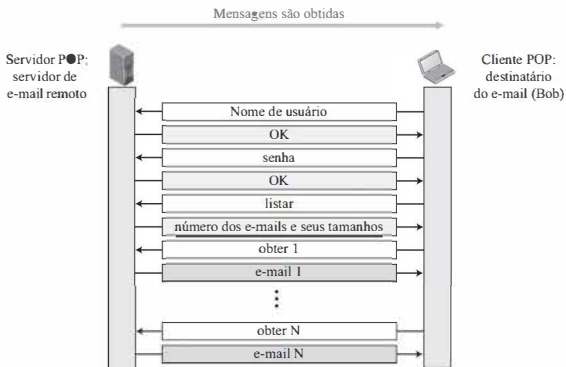 Mensagens são obtidas
Servidor P●P:
servidor de
e-mail remoto
Cliente POP:
destinatário
do e-mail (Bob)
Nome de usuário
OK
senha
OK
listar
número dos e-mails e seus tamanhos
obter 1
e-mail 1
obter N
e-mail N